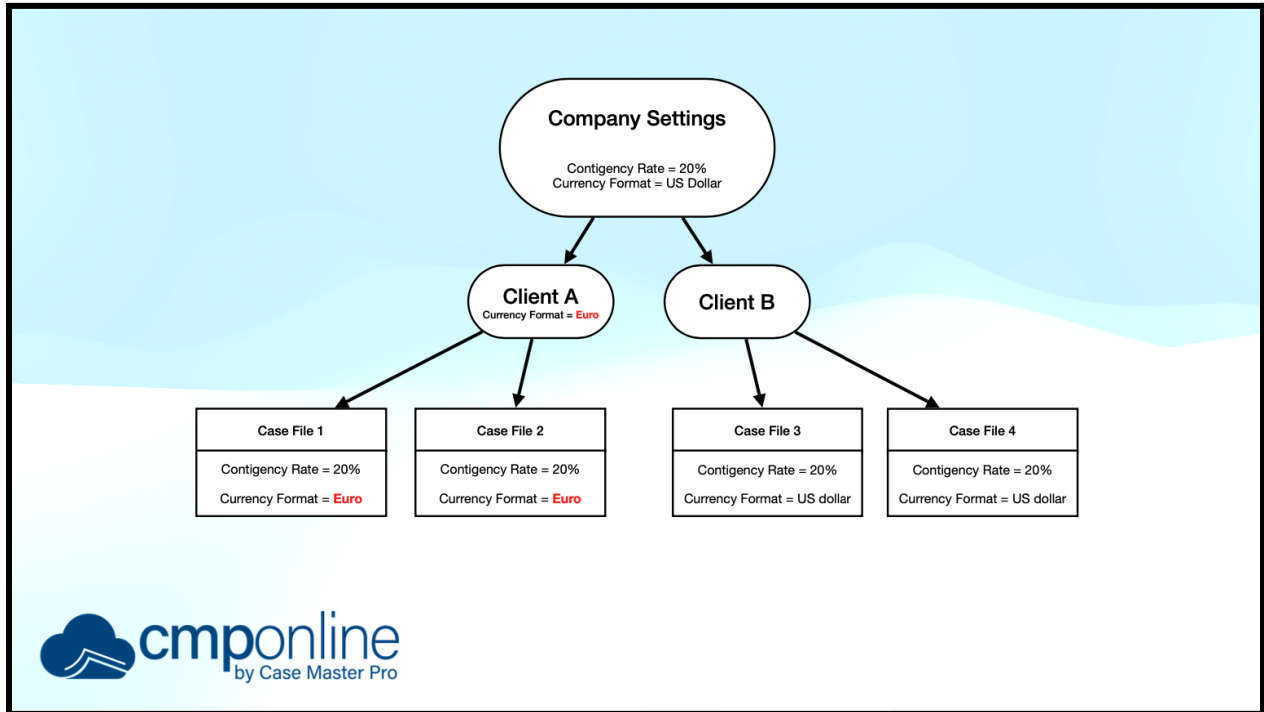 Company Settings
Contigency Rate = 20%
Currency Format = US Dollar
Client A
Currency Format = Euro
Client B
Case File 1
Contigency Rate = 20%
Currency Format = Euro
Case File 2
Contigency Rate = 20%
Currency Format = Euro
Case File 3
Contigency Rate = 20%
Currency Format = US dollar
Case File 4
Contigency Rate = 20%
Currency Format = US dollar
cmponline
by Case Master Pro